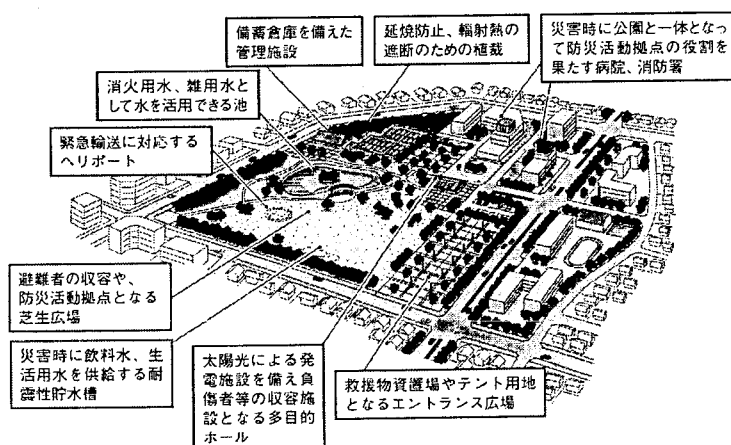 備蓄倉庫を備えた
管理施設
延焼防止、輻射熱の
遮断のための植栽
災害時に公園と一体となっ
て防災活動拠点の役割を
果たす病院、消防署
消火用水、雑用水と
して水を活用できる池
緊急輸送に対応する
ヘリポート
避難者の収容や、
防災活動拠点となる
芝生広場
災害時に飲料水、生
活用水を供給する耐
震性貯水槽
太陽光による発
電施設を備え負
傷者等の収容施
設となる多目的
ホール
救援物資置場やテント用地
となるエントランス広場